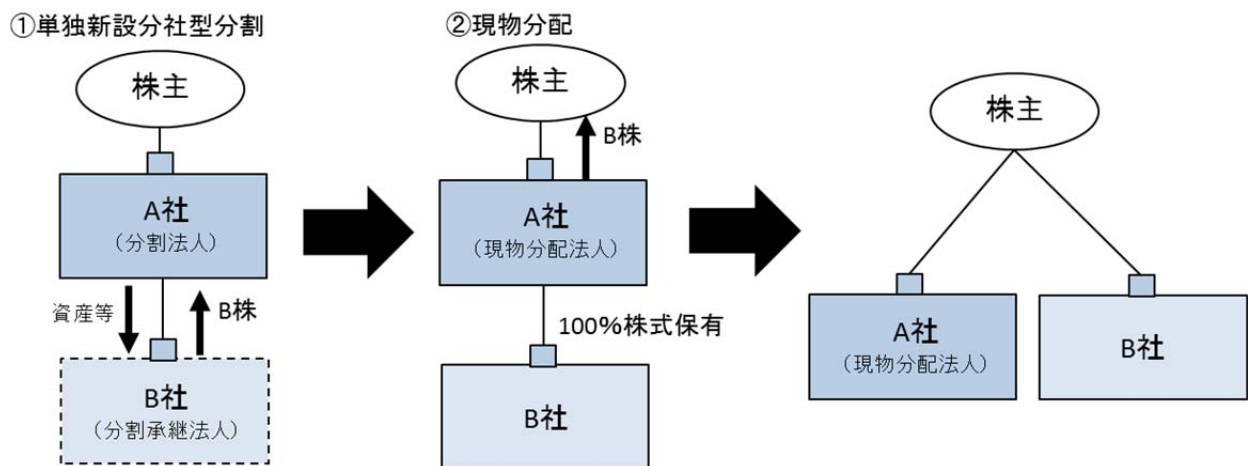 ①単独新設分社型分割
株主
A社
（分割法人）
資産等
B株
B社
（分割承継法人）
②現物分配
株主
B株
A社
（現物分配法人）
100％株式保有
B社
株主
A社
（現物分配法人）
B社